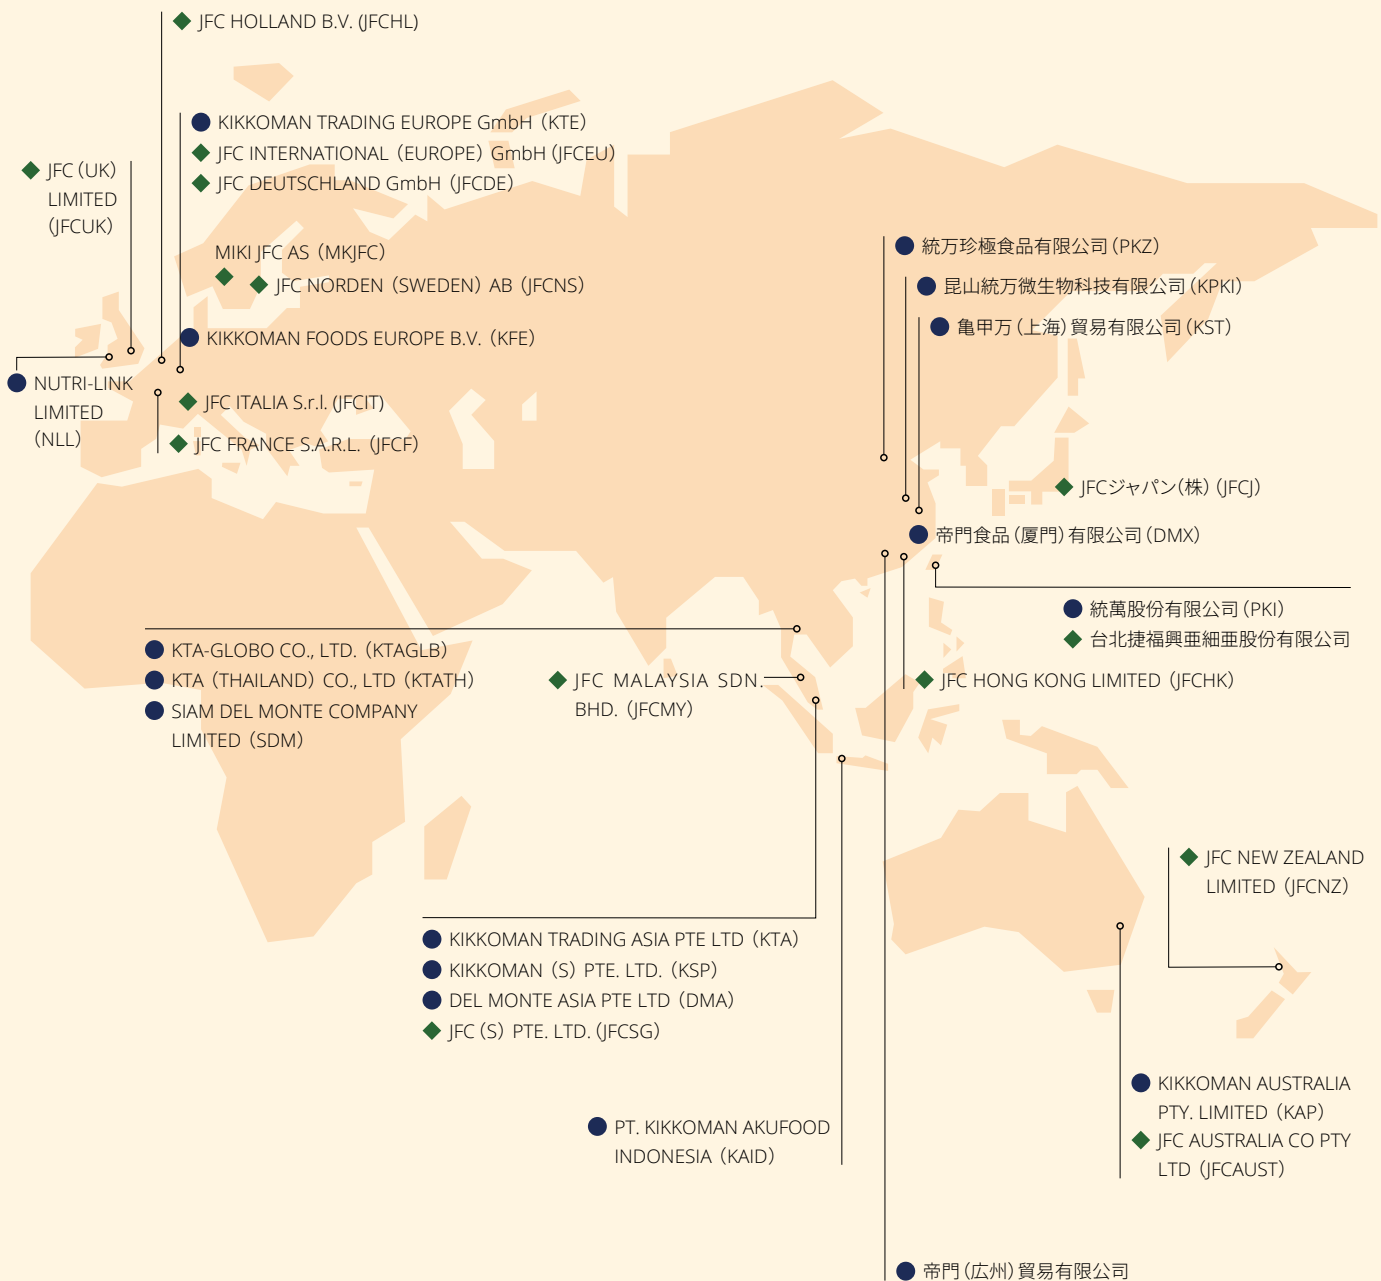 JFC HOLLAND B.V. (JFCHL)
KIKKOMAN TRADING EUROPE GmbH (KTE)
JFC INTERNATIONAL (EUROPE) GmbH (JFCEU)
JFC DEUTSCHLAND GmbH (JFCDE)
JFC (UK)
LIMITED
(JFCUK)
MIKI JFC AS (MKJFC)
JFC NORDEN (SWEDEN) AB (JFCNS)
KIKKOMAN FOODS EUROPE B.V. (KFE)
NUTRI-LINK
LIMITED
(NLL)
JFC ITALIA S.r.l. (JFCIT)
JFC FRANCE S.A.R.L. (JFCF)
統万珍極食品有限公司(PKZ)
昆山統万微生物科技有限公司(KPKI)
亀甲万(上海)貿易有限公司(KST)
JFCジャパン(株)(JFCJ)
帝門食品(厦門)有限公司(DMX)
統萬股份有限公司(PKI)
台北捷福興亜細亜股份有限公司
KTA-GLOBO CO., LTD. (KTAGLB)
KTA (THAILAND) CO., LTD (KTATH)
SIAM DEL MONTE COMPANY
LIMITED (SDM)
JFC MALAYSIA SDN.
BHD. (JFCMY)
JFC HONG KONG LIMITED (JFCHK)
JFC NEW ZEALAND
LIMITED (JFCNZ)
KIKKOMAN TRADING ASIA PTE LTD (KTA)
KIKKOMAN (S) PTE. LTD. (KSP)
DEL MONTE ASIA PTE LTD (DMA)
JFC (S) PTE. LTD. (JFCSG)
KIKKOMAN AUSTRALIA
PTY. LIMITED (KAP)
JFC AUSTRALIA CO PTY
LTD (JFCAUST)
PT. KIKKOMAN AKUFOOD
INDONESIA (KAID)
帝門(広州)貿易有限公司